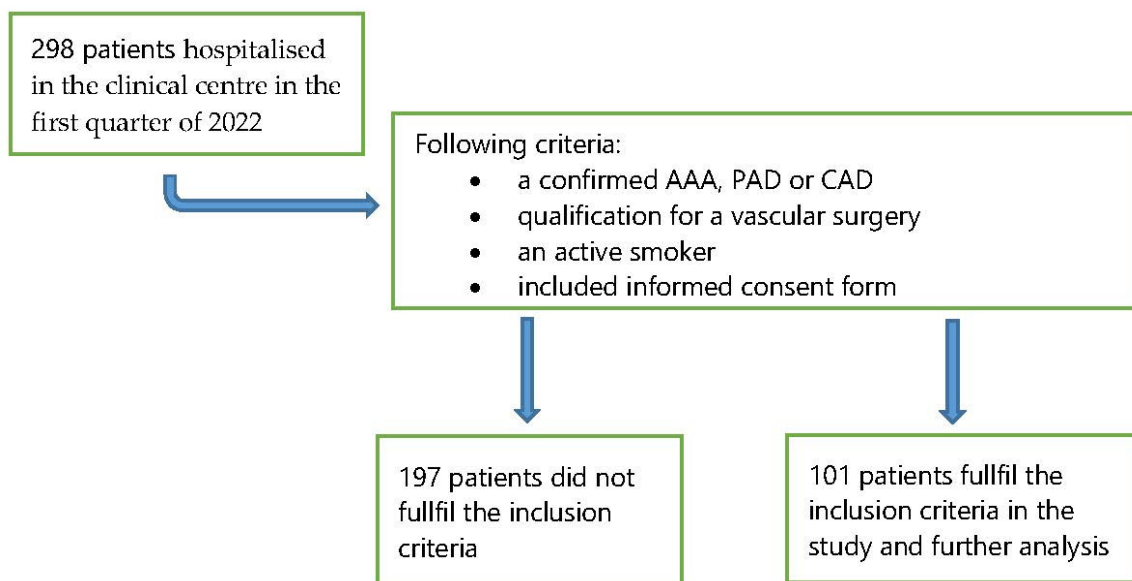 298 patients hospitalised
in the clinical centre in the
first quarter of 2022
Following criteria:
• a confirmed AAA, PAD or CAD
• qualification for a vascular surgery
• an active smoker
• included informed consent form
197 patients did not
fullfil the inclusion
criteria
101 patients fullfil the
inclusion criteria in the
study and further analysis